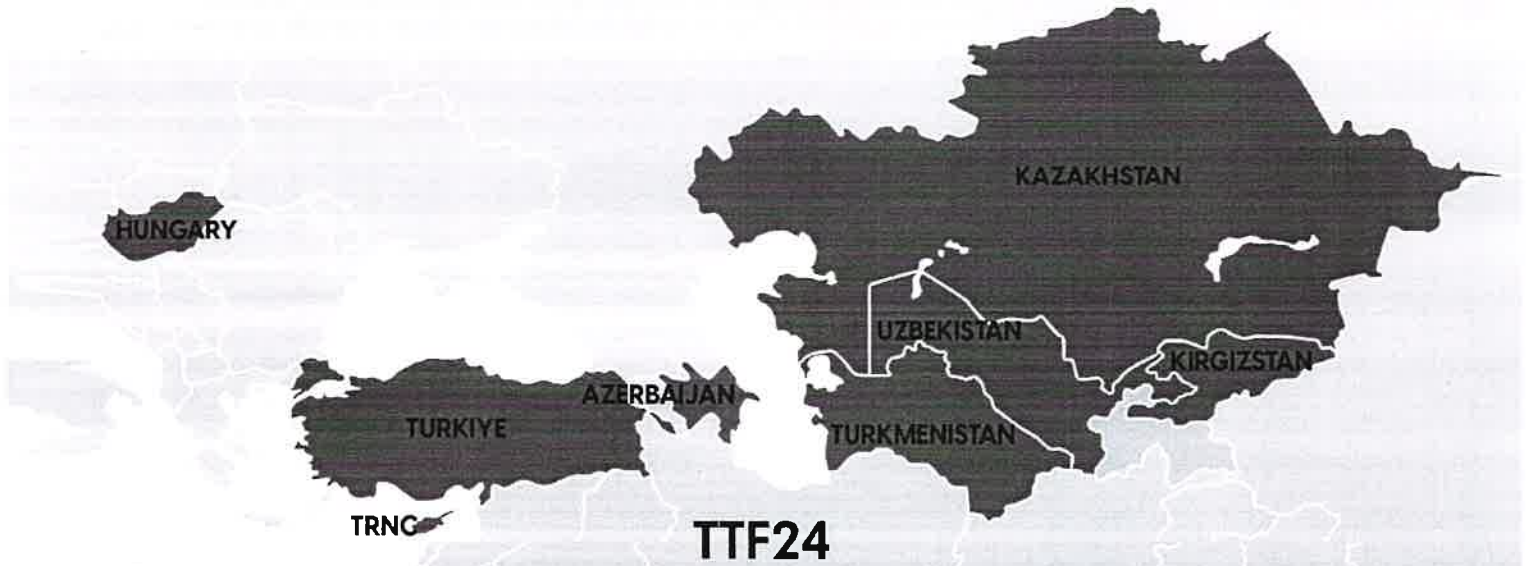 KAZAKHSTAN
HUNGARY
UZBEKISTAN
KIRGIZSTAN
AZERBAIJAN
TURKIYE
TURKMENISTAN
TRNC
TTF24